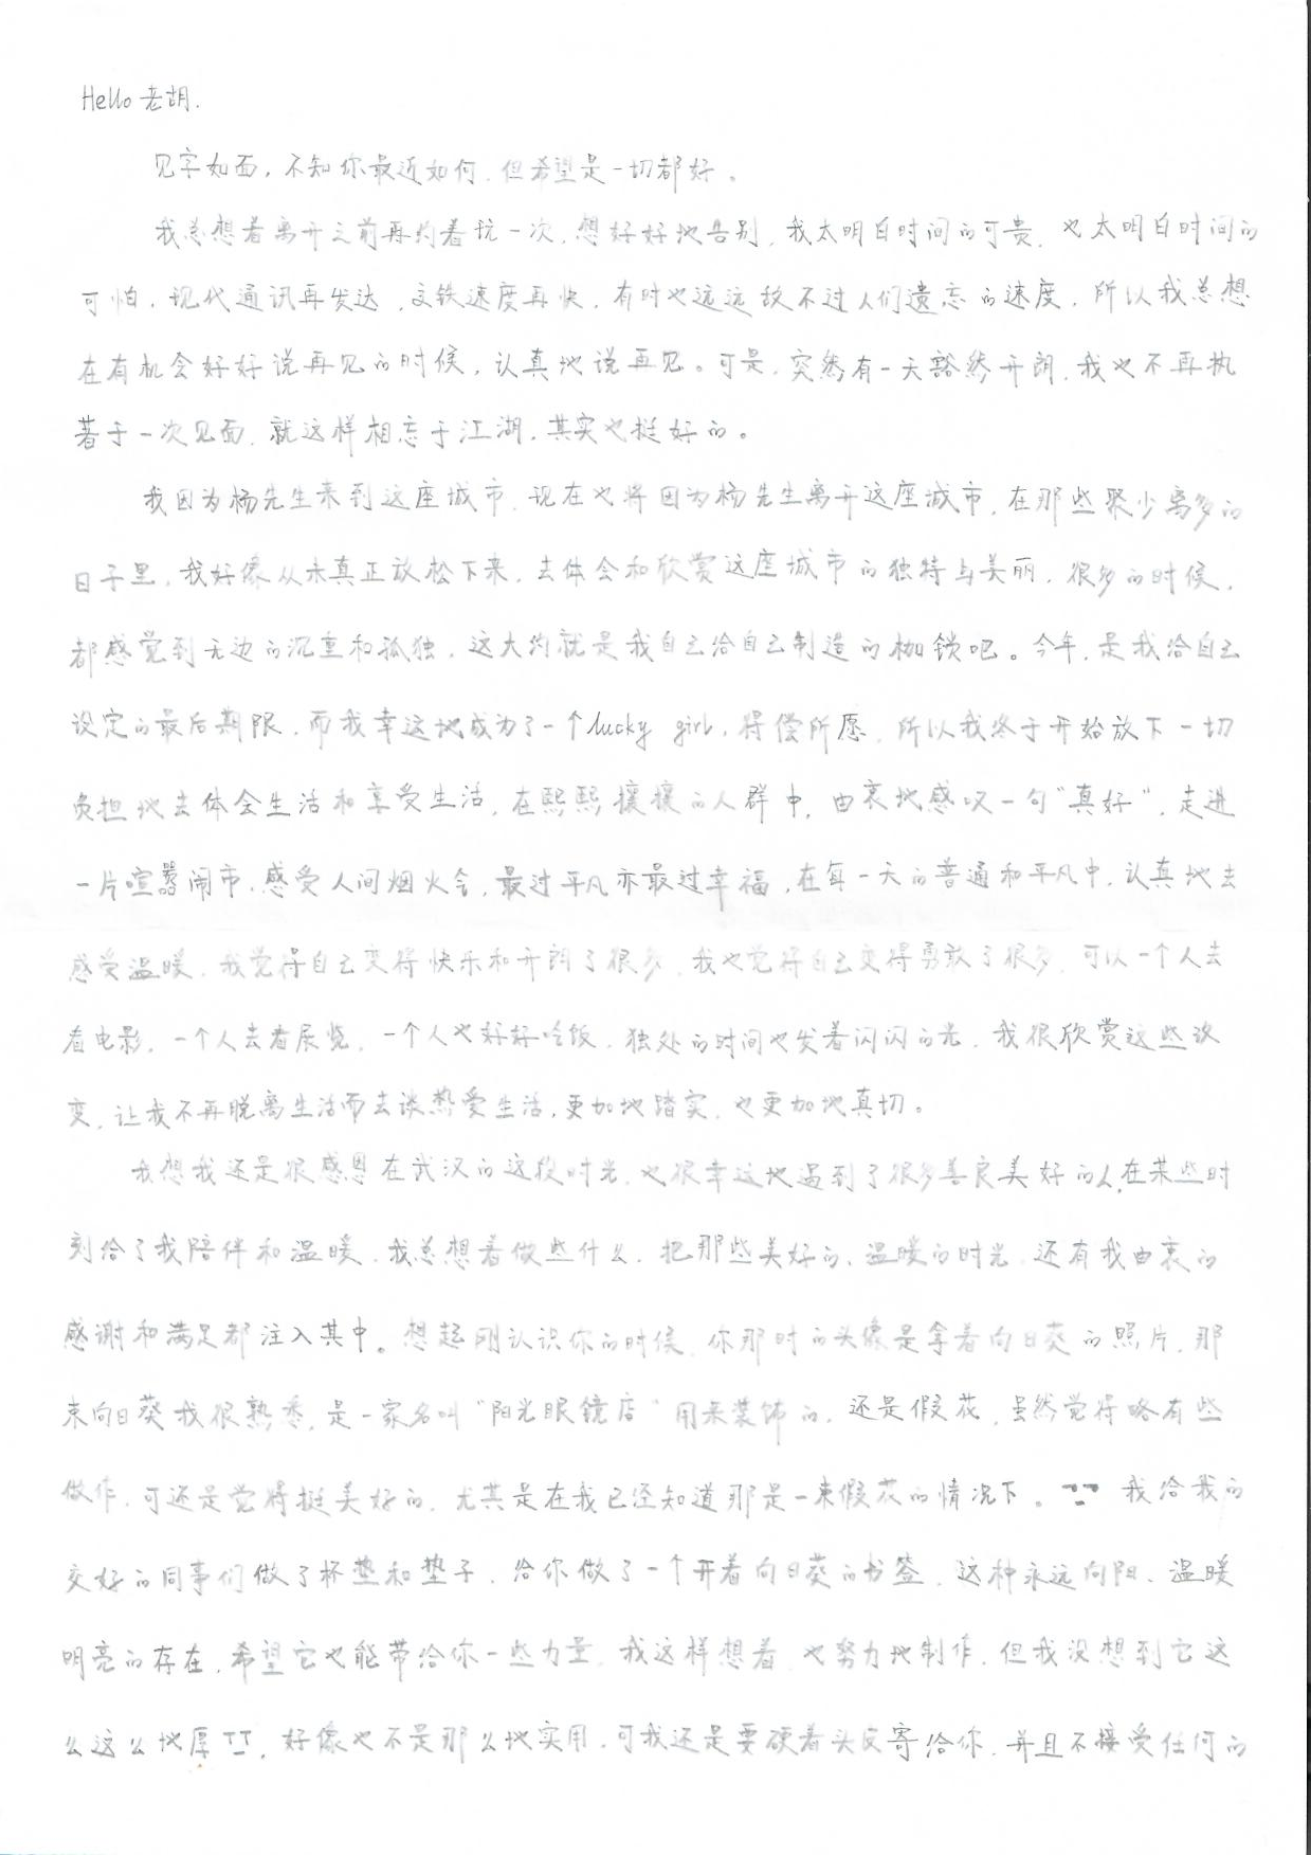 Hello 老胡.
见字如面，不知你最近如何，但希望是一切都好。
我总想着离开之前再约着玩一次，想好好地告别，我太明白时间的可贵，也太明白时间的
可怕，现代通讯再发达，交铁速度再快，有时也远远敌不过人们遗忘的速度，所以我总想
在有机会好好说再见的时候，认真地说再见。可是，突然有一天豁然开朗，我也不再执
着于一次见面，就这样相忘于江湖，其实也挺好的。
我因为杨先生来到这座城市，现在也将因为杨先生离开这座城市，在那些聚少离多的
日子里，我好像从未真正放松下来，去体会和欣赏这座城市的独特与美丽，很多的时候，
都感觉到无边的沉重和孤独，这大约就是我自己给自己制造的枷锁吧。今年，是我给自己
设定的最后期限，而我幸运地成为了一个lucky girl，得偿所愿，所以我终于开始放下一切
负担地去体会生活和享受生活，在熙熙攘攘的人群中，由衷地感叹一句“真好”，走进
一片喧嚣闹市，感受人间烟火气，最过平凡亦最过幸福，在每一天的普通和平凡中，认真地去
感受温暖，我觉得自己变得快乐和开朗了很多，我也觉得自己变得勇敢了很多，可以一个人去
看电影，一个人去看展览，一个人也好好吃饭，独处的时间也发着闪闪的光，我很欣赏这些改
变，让我不再脱离生活而去谈热爱生活，更加地踏实，也更加地真切。
我想我还是很感恩在武汉的这段时光，也很幸运地遇到了很多善良美好的人，在某些时
刻给了我陪伴和温暖，我总想着做些什么，把那些美好的、温暖的时光，还有我由衷的
感谢和满足都注入其中。想起刚认识你的时候，你那时的头像是拿着向日葵的照片，那
束向日葵我很熟悉，是一家名叫“阳光眼镜店”用来装饰的，还是假花，虽然觉得略有些
做作，可还是觉得挺美好的，尤其是在我已经知道那是一束假花的情况下。我给我的
交好的同事们做了杯垫和垫子，给你做了一个开着向日葵的书签，这种永远向阳、温暖
明亮的存在，希望它也能带给你一些力量，我这样想着，也努力地制作，但我没想到它这
么这么地厚TT，好像也不是那么地实用，可我还是要硬着头皮寄给你，并且不接受任何的